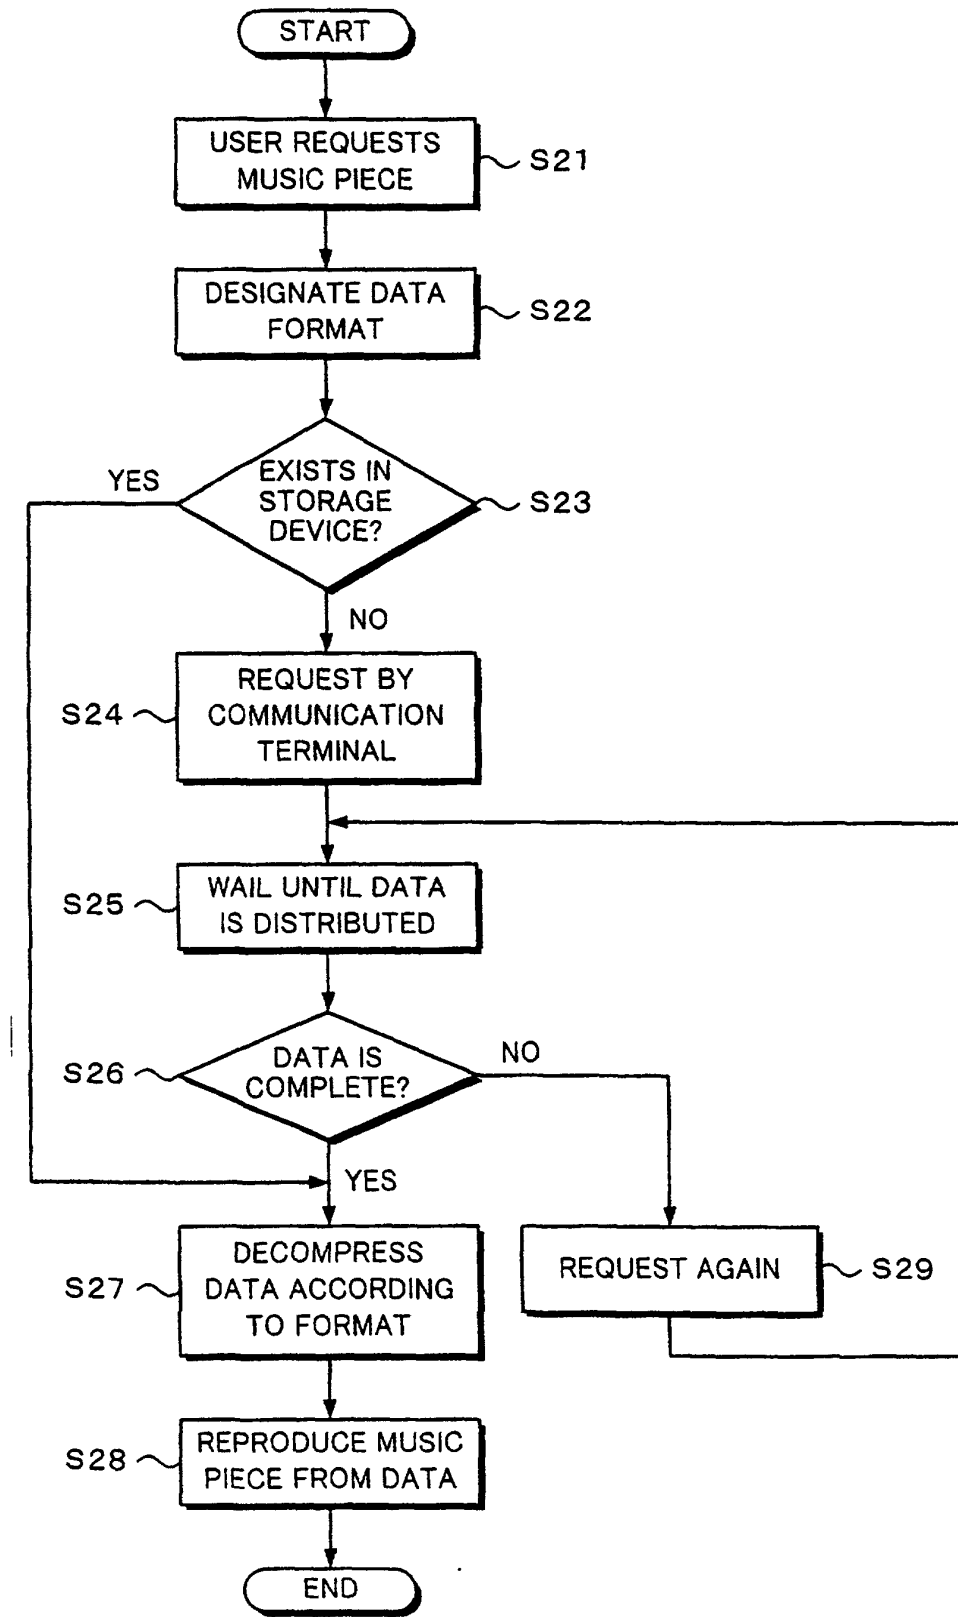 START
USER REQUESTS
MUSIC PIECE
S21
DESIGNATE DATA
FORMAT
S22
YES
EXISTS IN
STORAGE
DEVICE?
S23
NO
S24
REQUEST BY
COMMUNICATION
TERMINAL
S25
WAIL UNTIL DATA
IS DISTRIBUTED
S26
DATA IS
COMPLETE?
NO
YES
S27
DECOMPRESS
DATA ACCORDING
TO FORMAT
REQUEST AGAIN
S29
S28
REPRODUCE MUSIC
PIECE FROM DATA
END